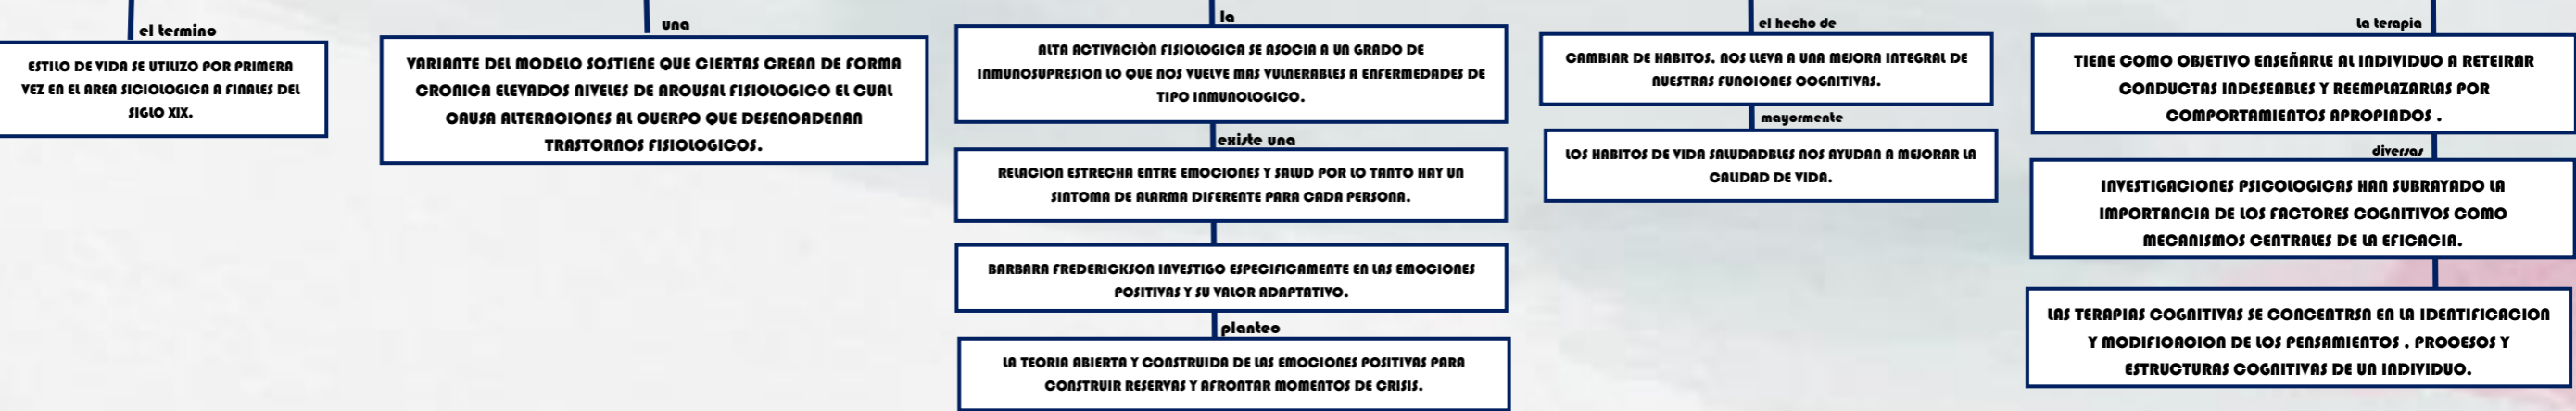 el termino
ESTILO DE VIDA SE UTILIZO POR PRIMERA
VEZ EN EL AREA SICIOLOGICA A FINALES DEL
SIGLO XIX.
una
VARIANTE DEL MODELO SOSTIENE QUE CIERTAS CREAN DE FORMA
CRONICA ELEVADOS NIVELES DE AROUSAL FISIOLOGICO EL CUAL
CAUSA ALTERACIONES AL CUERPO QUE DESENCADENAN
TRASTORNOS FISIOLOGICOS.
la
ALTA ACTIVACIÒN FISIOLOGICA SE ASOCIA A UN GRADO DE
INMUNOSUPRESION LO QUE NOS VUELVE MAS VULNERABLES A ENFERMEDADES DE
TIPO INMUNOLOGICO.
existe una
RELACION ESTRECHA ENTRE EMOCIONES Y SALUD POR LO TANTO HAY UN
SINTOMA DE ALARMA DIFERENTE PARA CADA PERSONA.
BARBARA FREDERICKSON INVESTIGO ESPECIFICAMENTE EN LAS EMOCIONES
POSITIVAS Y SU VALOR ADAPTATIVO.
planteo
LA TEORIA ABIERTA Y CONSTRUIDA DE LAS EMOCIONES POSITIVAS PARA
CONSTRUIR RESERVAS Y AFRONTAR MOMENTOS DE CRISIS.
el hecho de
CAMBIAR DE HABITOS, NOS LLEVA A UNA MEJORA INTEGRAL DE
NUESTRAS FUNCIONES COGNITIVAS.
mayormente
LOS HABITOS DE VIDA SALUDADBLES NOS AYUDAN A MEJORAR LA
CALIDAD DE VIDA.
La terapia
TIENE COMO OBJETIVO ENSEÑARLE AL INDIVIDUO A RETEIRAR
CONDUCTAS INDESEABLES Y REEMPLAZARLAS POR
COMPORTAMIENTOS APROPIADOS .
diversas
INVESTIGACIONES PSICOLOGICAS HAN SUBRAYADO LA
IMPORTANCIA DE LOS FACTORES COGNITIVOS COMO
MECANISMOS CENTRALES DE LA EFICACIA.
LAS TERAPIAS COGNITIVAS SE CONCENTRSN EN LA IDENTIFICACION
Y MODIFICACION DE LOS PENSAMIENTOS , PROCESOS Y
ESTRUCTURAS COGNITIVAS DE UN INDIVIDUO.